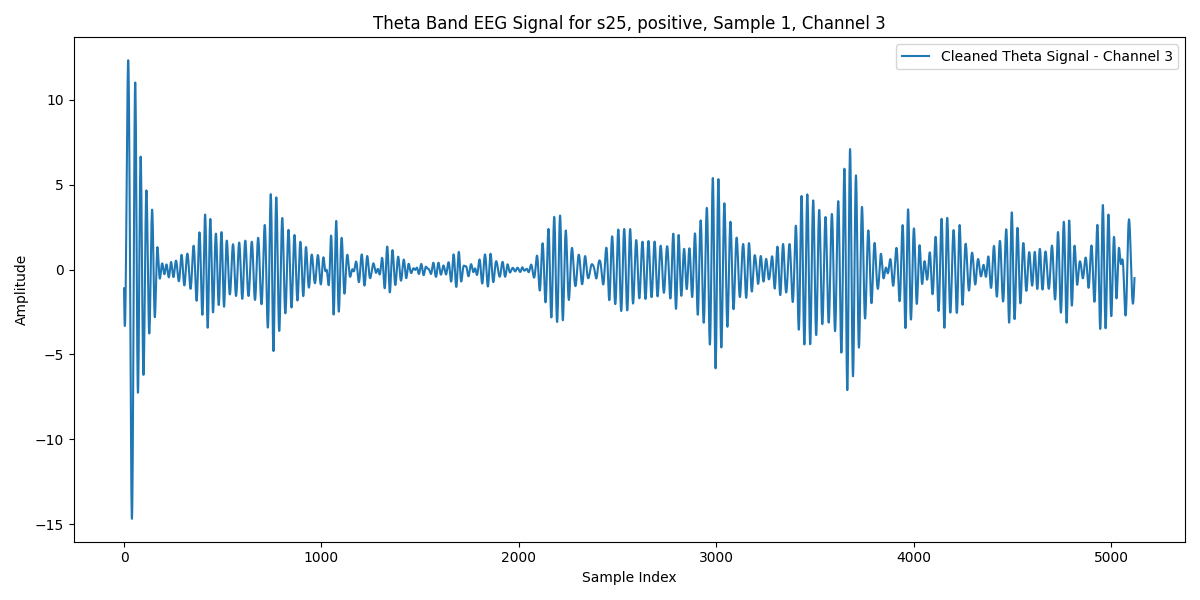 Theta Band EEG Signal for s25, positive, Sample 1, Channel 3
Cleaned Theta Signal - Channel 3
Amplitude
10
5
0
−5
−10
−15
0 1000 2000 3000 4000 5000
Sample Index